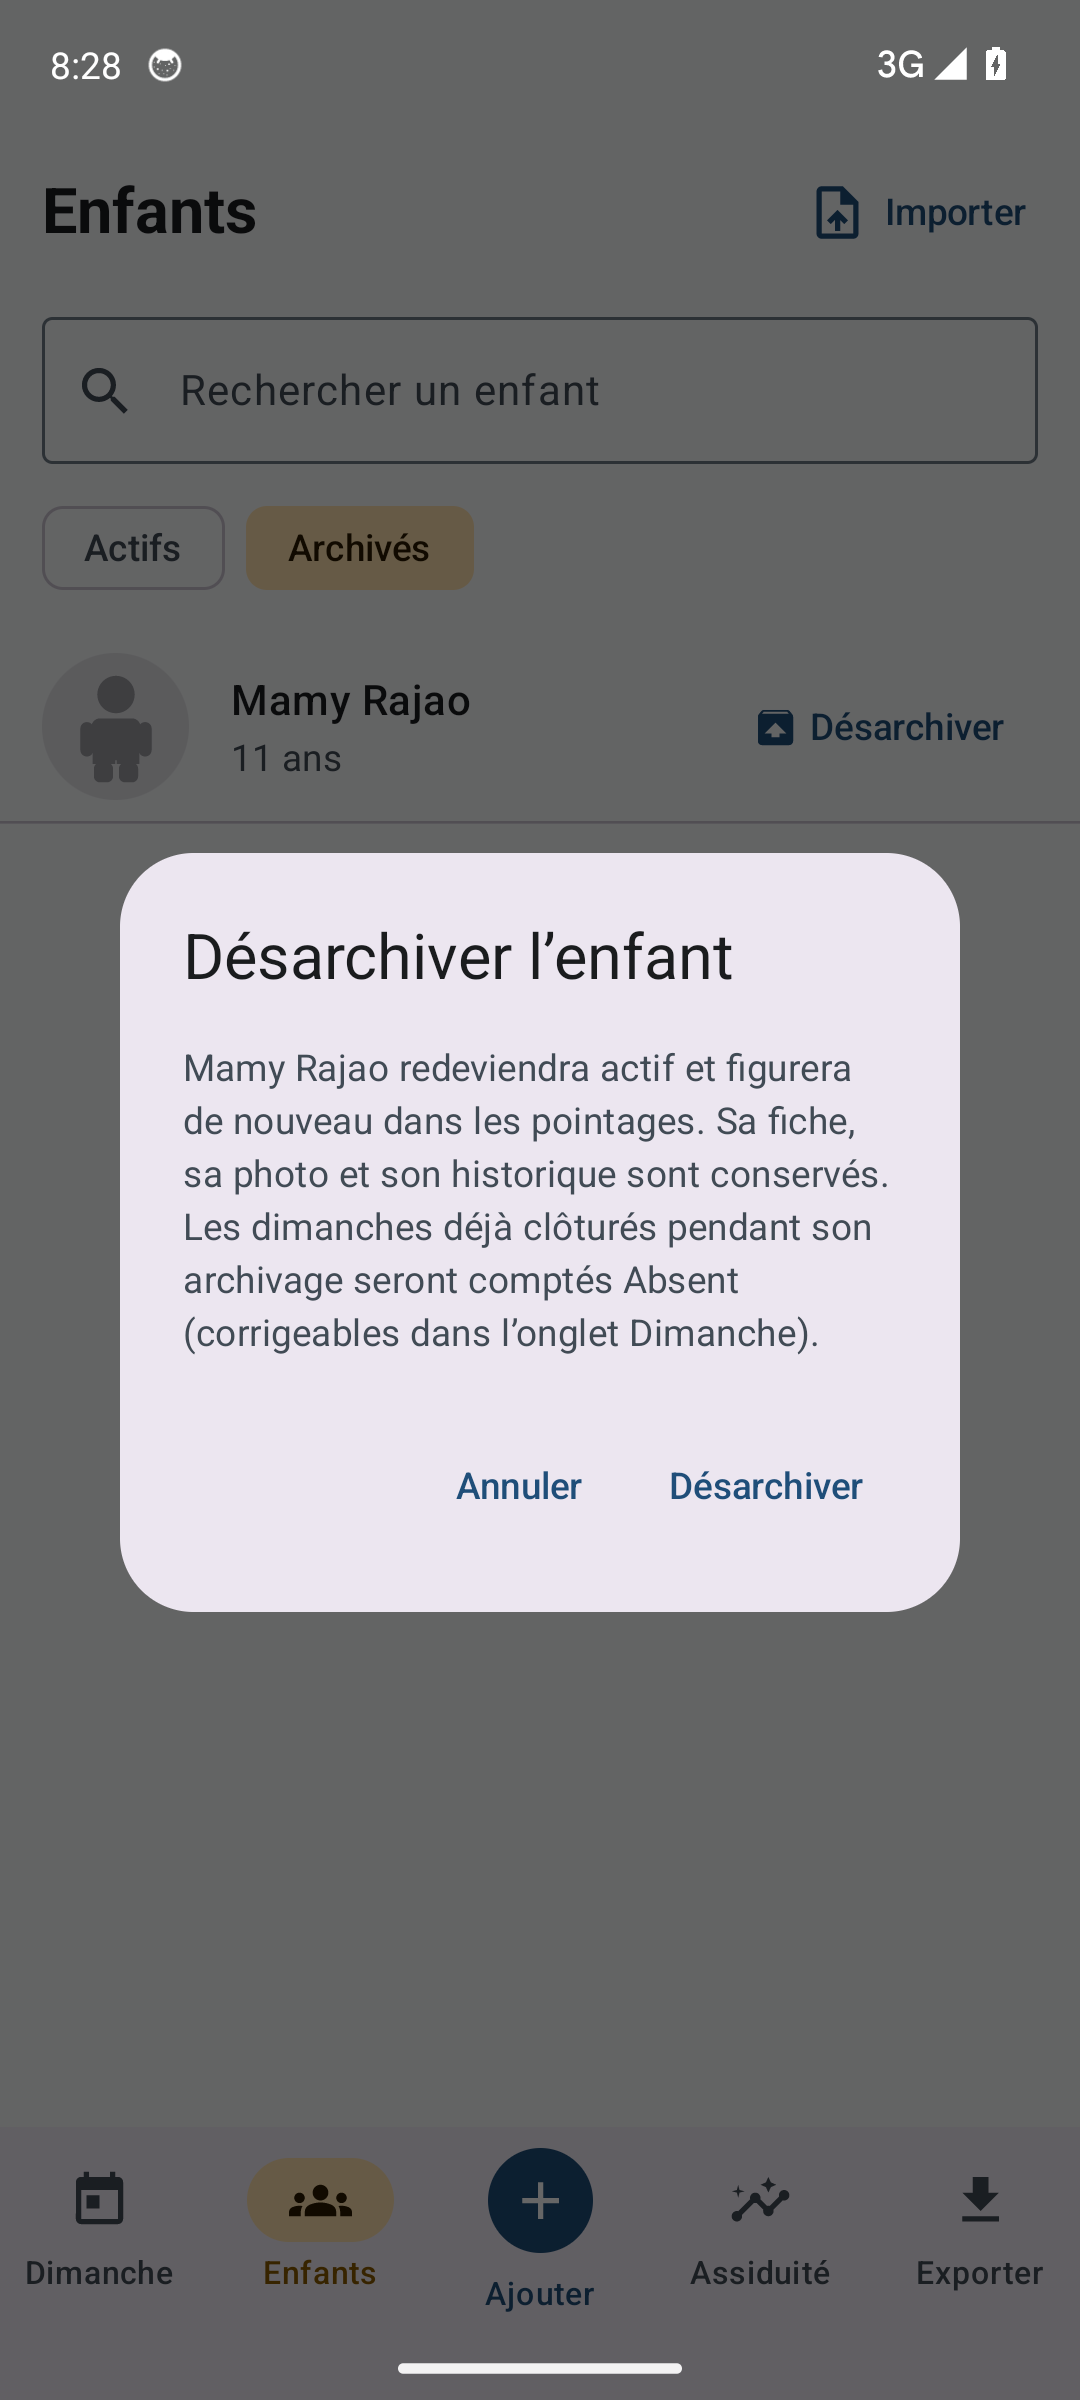 8:28
3G
Enfants
Importer
Rechercher un enfant
Actifs
Archivés
Mamy Rajao
11 ans
Désarchiver
Désarchiver l’enfant
Mamy Rajao redeviendra actif et figurera
de nouveau dans les pointages. Sa fiche,
sa photo et son historique sont conservés.
Les dimanches déjà clôturés pendant son
archivage seront comptés Absent
(corrigeables dans l’onglet Dimanche).
Annuler
Désarchiver
Dimanche
Enfants
Ajouter
Assiduité
Exporter